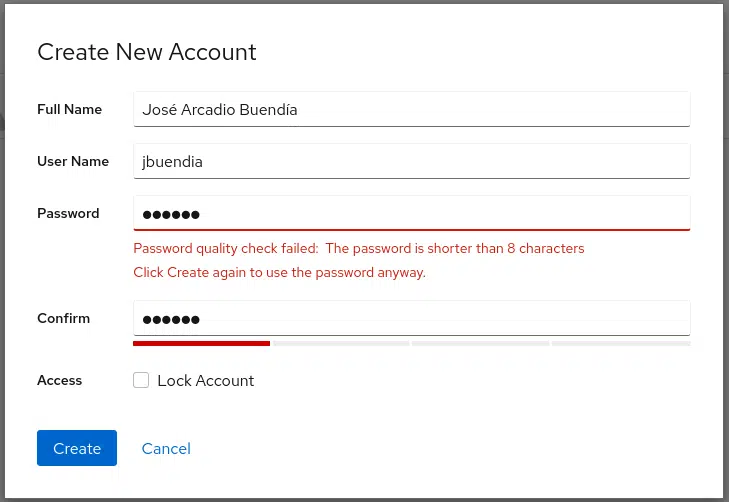 Create New Account
Full Name José Arcadio Buendía
User Name jbuendia
Password ●●●●●●
Password quality check failed: The password is shorter than 8 characters
Click Create again to use the password anyway.
Confirm ●●●●●●
Access Lock Account
Create Cancel